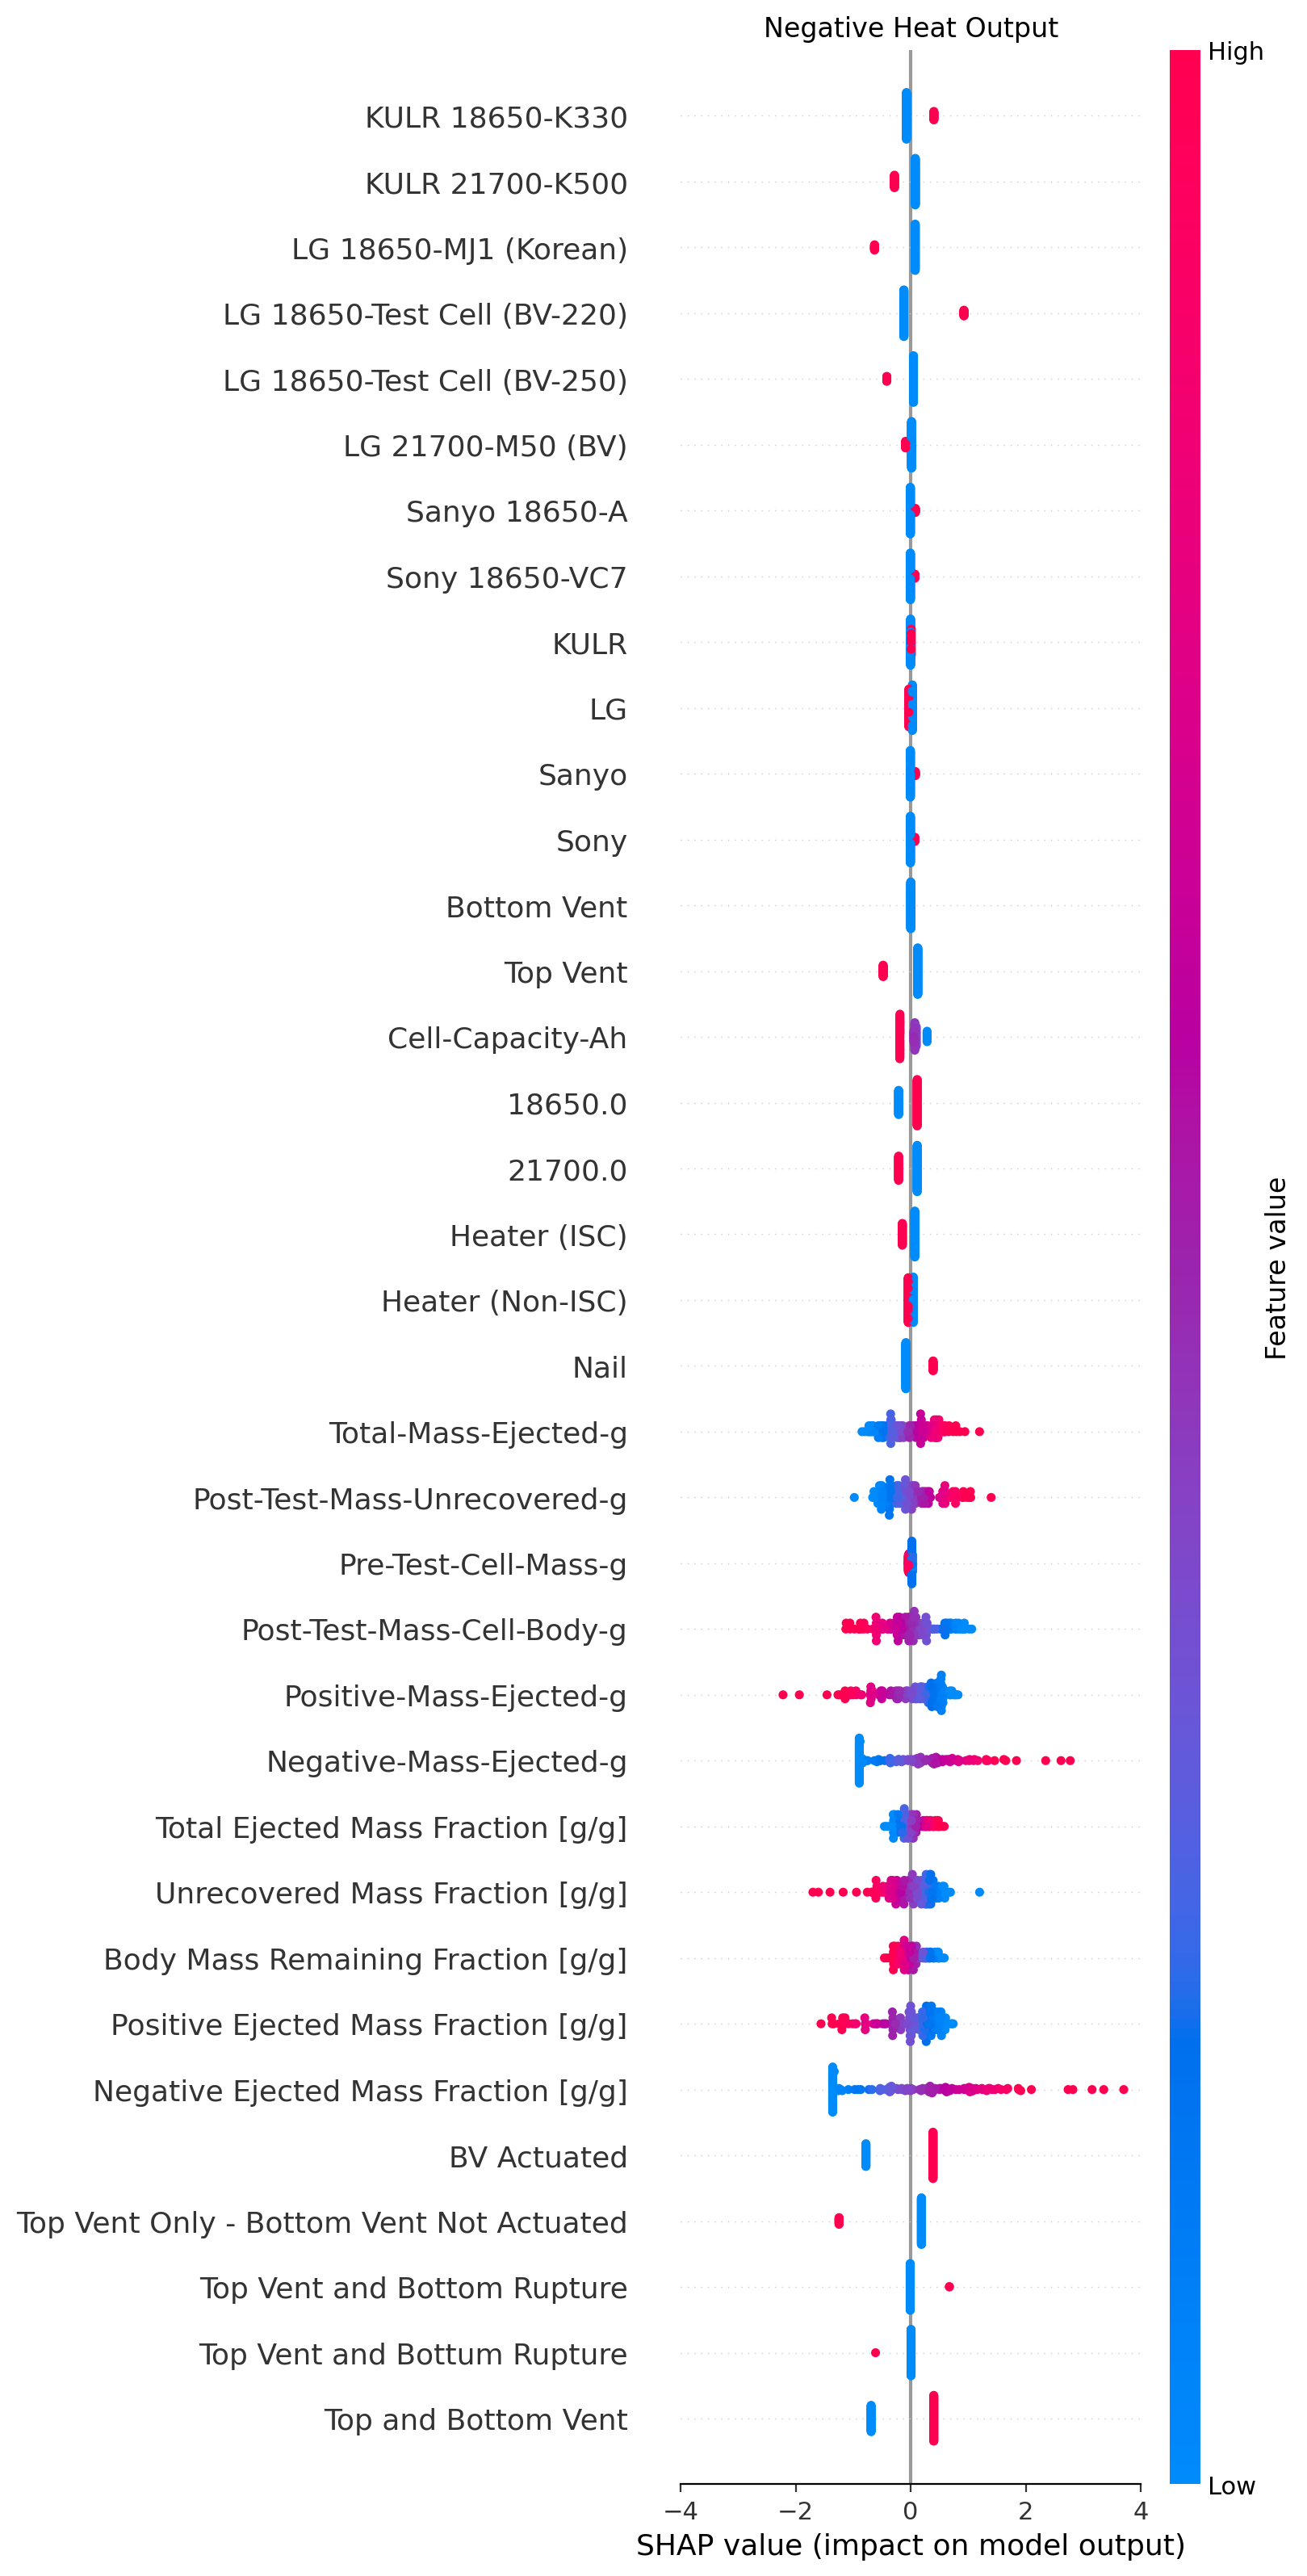 Negative Heat Output
High
KULR 18650-K330
KULR 21700-K500
LG 18650-MJ1 (Korean)
LG 18650-Test Cell (BV-220)
LG 18650-Test Cell (BV-250)
LG 21700-M50 (BV)
Sanyo 18650-A
Sony 18650-VC7
KULR
LG
Sanyo
Sony
Bottom Vent
Top Vent
Cell-Capacity-Ah
18650.0
21700.0
Heater (ISC)
Heater (Non-ISC)
Nail
Total-Mass-Ejected-g
Post-Test-Mass-Unrecovered-g
Pre-Test-Cell-Mass-g
Post-Test-Mass-Cell-Body-g
Positive-Mass-Ejected-g
Negative-Mass-Ejected-g
Total Ejected Mass Fraction [g/g]
Unrecovered Mass Fraction [g/g]
Body Mass Remaining Fraction [g/g]
Positive Ejected Mass Fraction [g/g]
Negative Ejected Mass Fraction [g/g]
BV Actuated
Top Vent Only - Bottom Vent Not Actuated
Top Vent and Bottom Rupture
Top Vent and Bottum Rupture
Top and Bottom Vent
Feature value
Low
−4 −2 0 2 4
SHAP value (impact on model output)